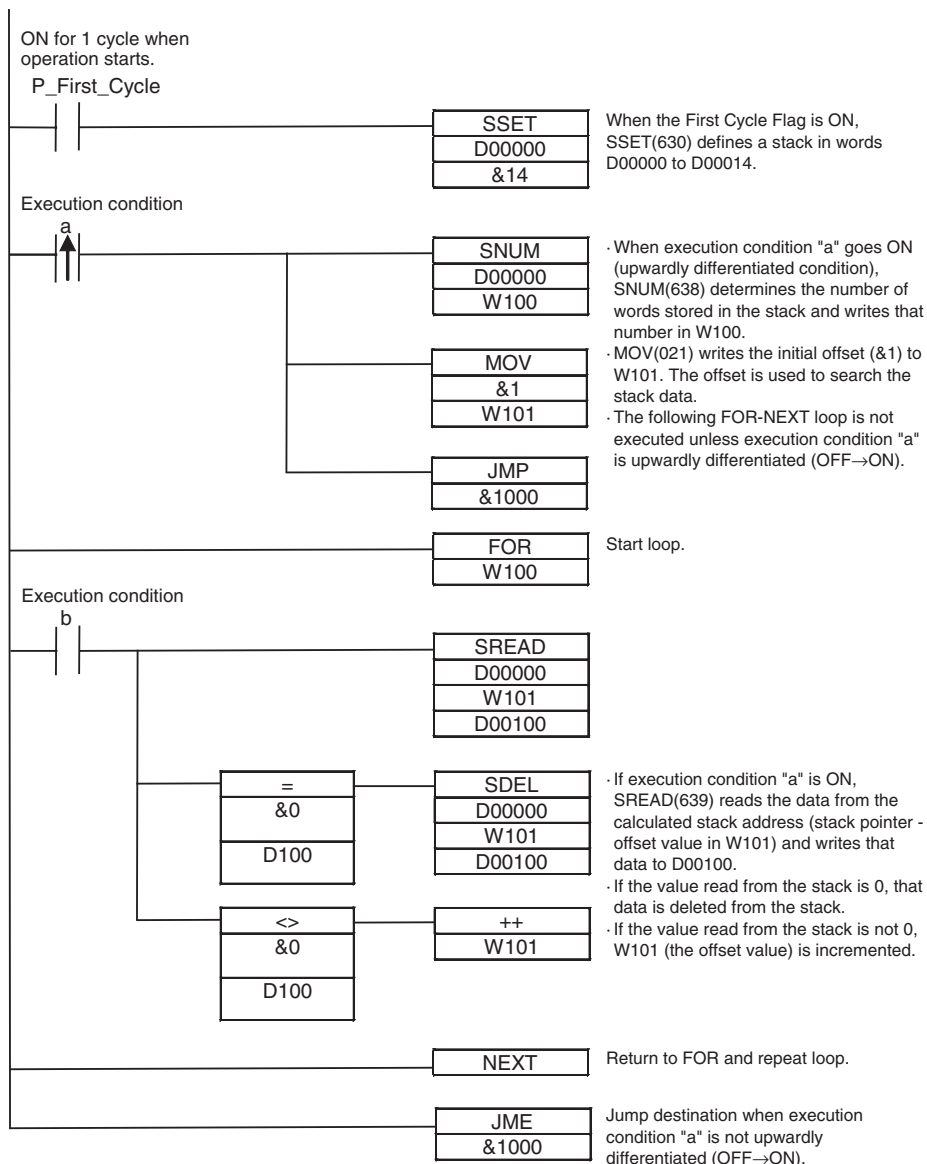 ON for 1 cycle when
operation starts.
P_First_Cycle
SSET
D00000
&14
When the First Cycle Flag is ON,
SSET(630) defines a stack in words
D00000 to D00014.
Execution condition
a
SNUM
D00000
W100
· When execution condition "a" goes ON
(upwardly differentiated condition),
SNUM(638) determines the number of
words stored in the stack and writes that
number in W100.
MOV
&1
W101
· MOV(021) writes the initial offset (&1) to
W101. The offset is used to search the
stack data.
· The following FOR-NEXT loop is not
executed unless execution condition "a"
is upwardly differentiated (OFF→ON).
JMP
&1000
FOR
W100
Start loop.
Execution condition
b
SREAD
D00000
W101
D00100
=
&0
D100
SDEL
D00000
W101
D00100
· If execution condition "a" is ON,
SREAD(639) reads the data from the
calculated stack address (stack pointer -
offset value in W101) and writes that
data to D00100.
· If the value read from the stack is 0, that
data is deleted from the stack.
· If the value read from the stack is not 0,
W101 (the offset value) is incremented.
<>
&0
D100
++
W101
NEXT
Return to FOR and repeat loop.
JME
&1000
Jump destination when execution
condition "a" is not upwardly
differentiated (OFF→ON).